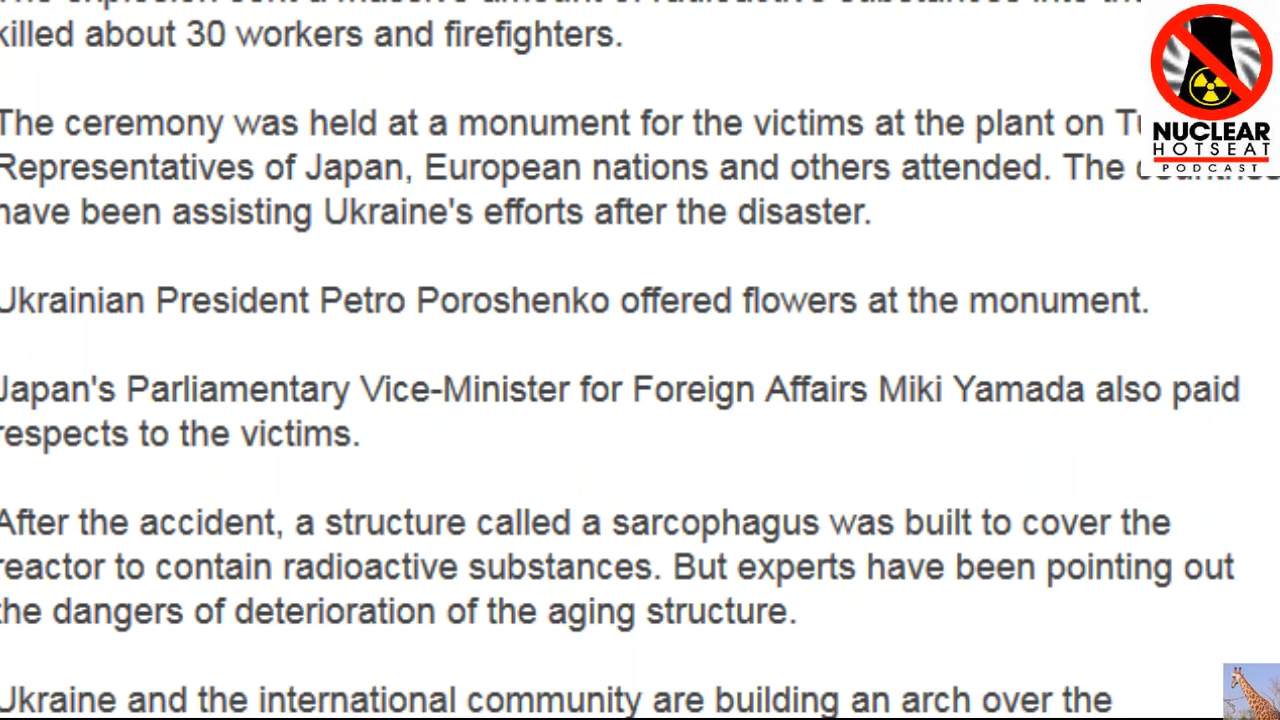 killed about 30 workers and firefighters.
The ceremony was held at a monument for the victims at the plant on
Representatives of Japan, European nations and others attended. The
have been assisting Ukraine's efforts after the disaster.
Ukrainian President Petro Poroshenko offered flowers at the monument.
Japan's Parliamentary Vice-Minister for Foreign Affairs Miki Yamada also paid
respects to the victims.
After the accident, a structure called a sarcophagus was built to cover the
reactor to contain radioactive substances. But experts have been pointing out
the dangers of deterioration of the aging structure.
Ukraine and the international community are building an arch over the
NUCLEAR
HOTSEAT
PODCAST